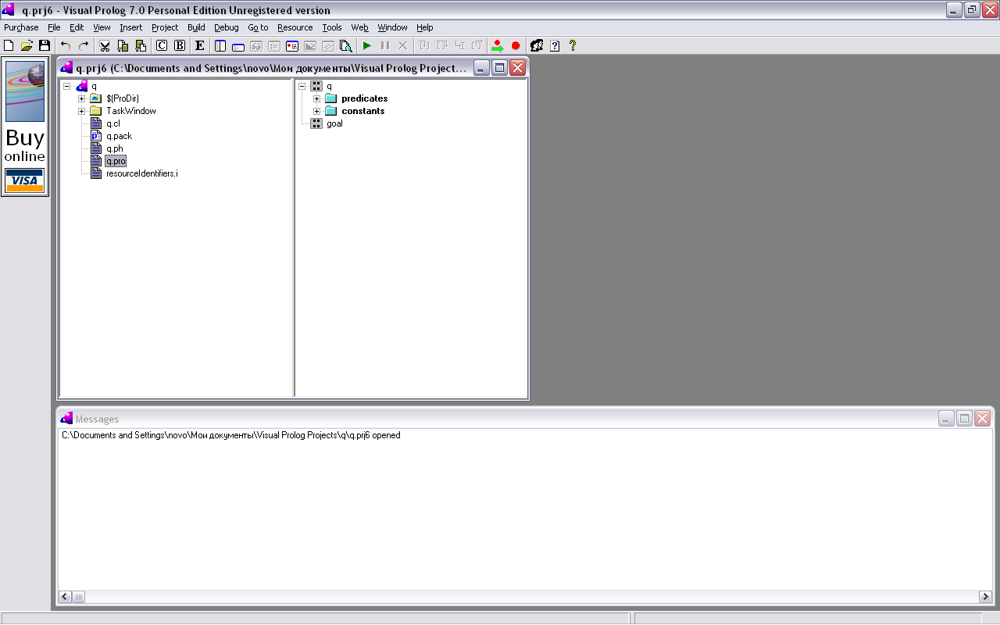 q.prj6 - Visual Prolog 7.0 Personal Edition Unregistered version
Purchase File Edit View Insert Project Build Debug Go to Resource Tools Web Window Help
C B E
Buy
online
VISA
q.prj6 (C:\Documents and Settings\novo\Мои документы\Visual Prolog Project...
q
$(ProDir)
TaskWindow
q.cl
q.pack
q.ph
q.pro
resourceIdentifiers.i
q
predicates
constants
goal
Messages
C:\Documents and Settings\novo\Мои документы\Visual Prolog Projects\q\q.prj6 opened